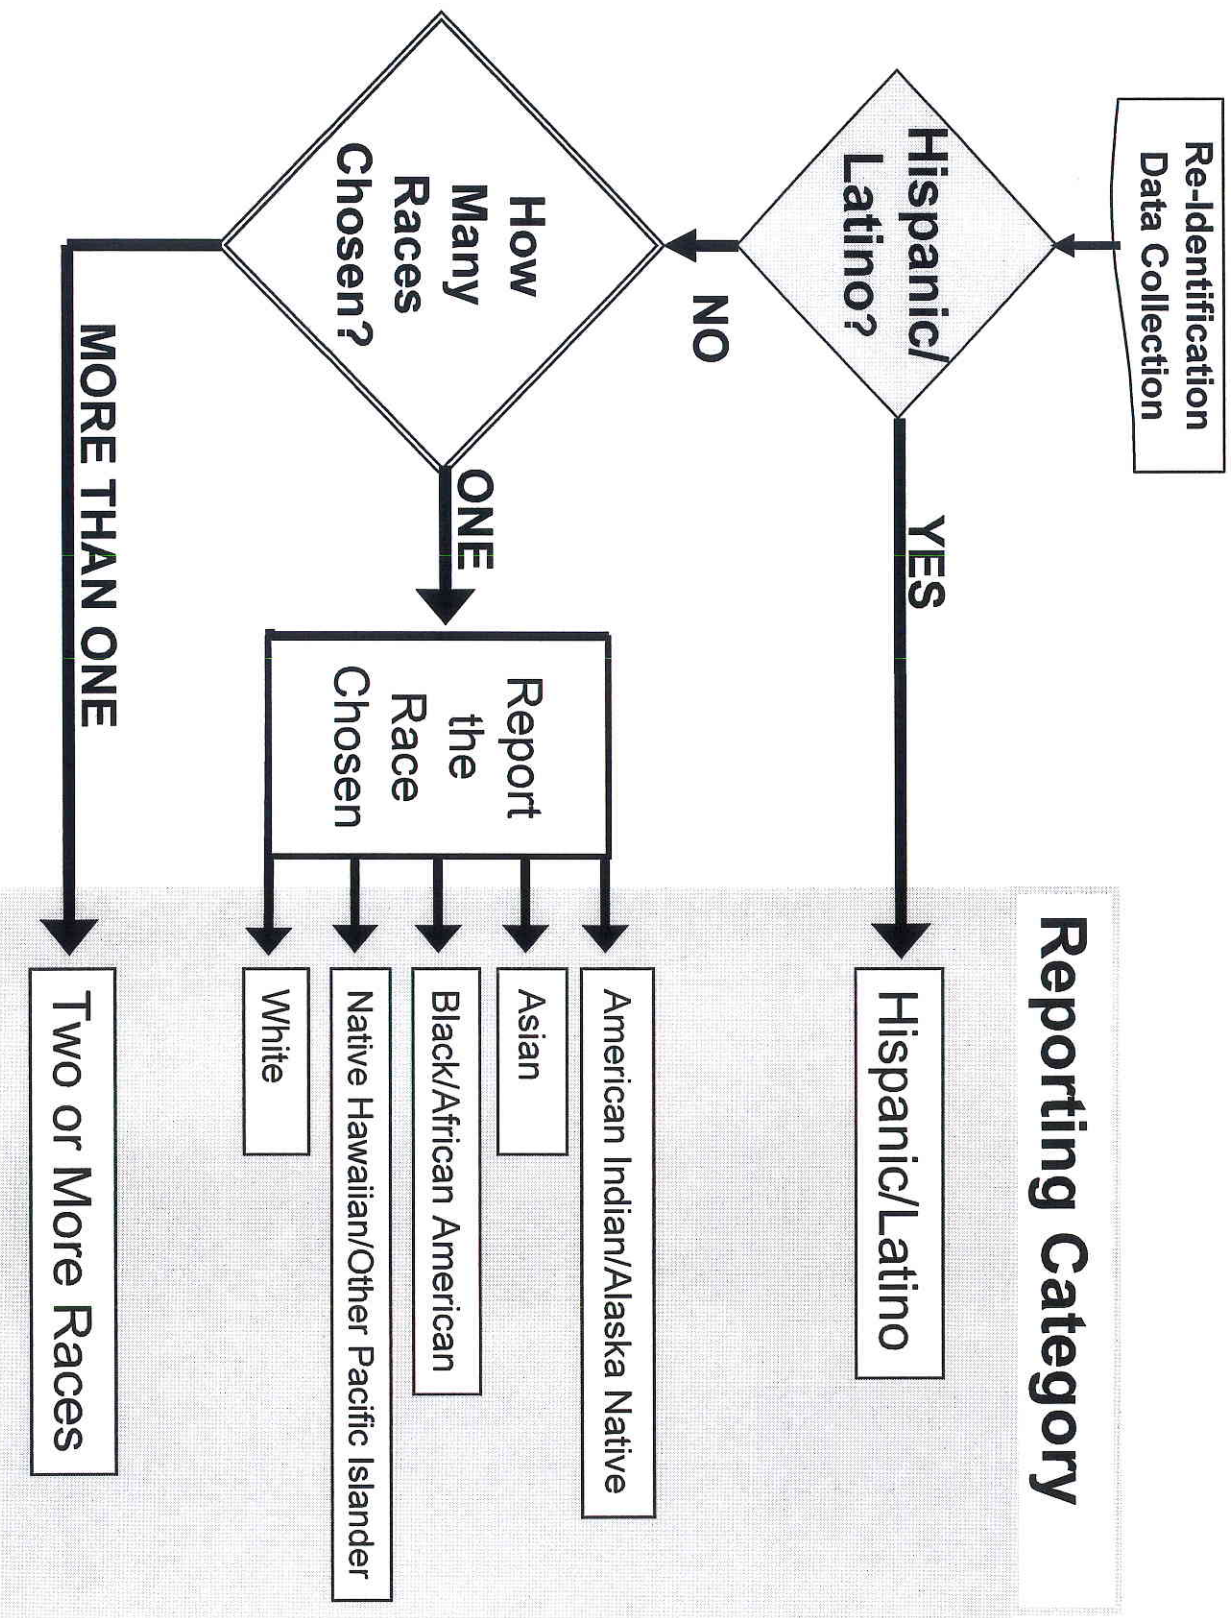 Re-Identification
Data Collection
Reporting Category
Hispanic/
Latino?
YES
Hispanic/Latino
NO
How
Many
Races
Chosen?
ONE
Report
the
Race
Chosen
American Indian/Alaska Native
Asian
Black/African American
Native Hawaiian/Other Pacific Islander
White
MORE THAN ONE
Two or More Races